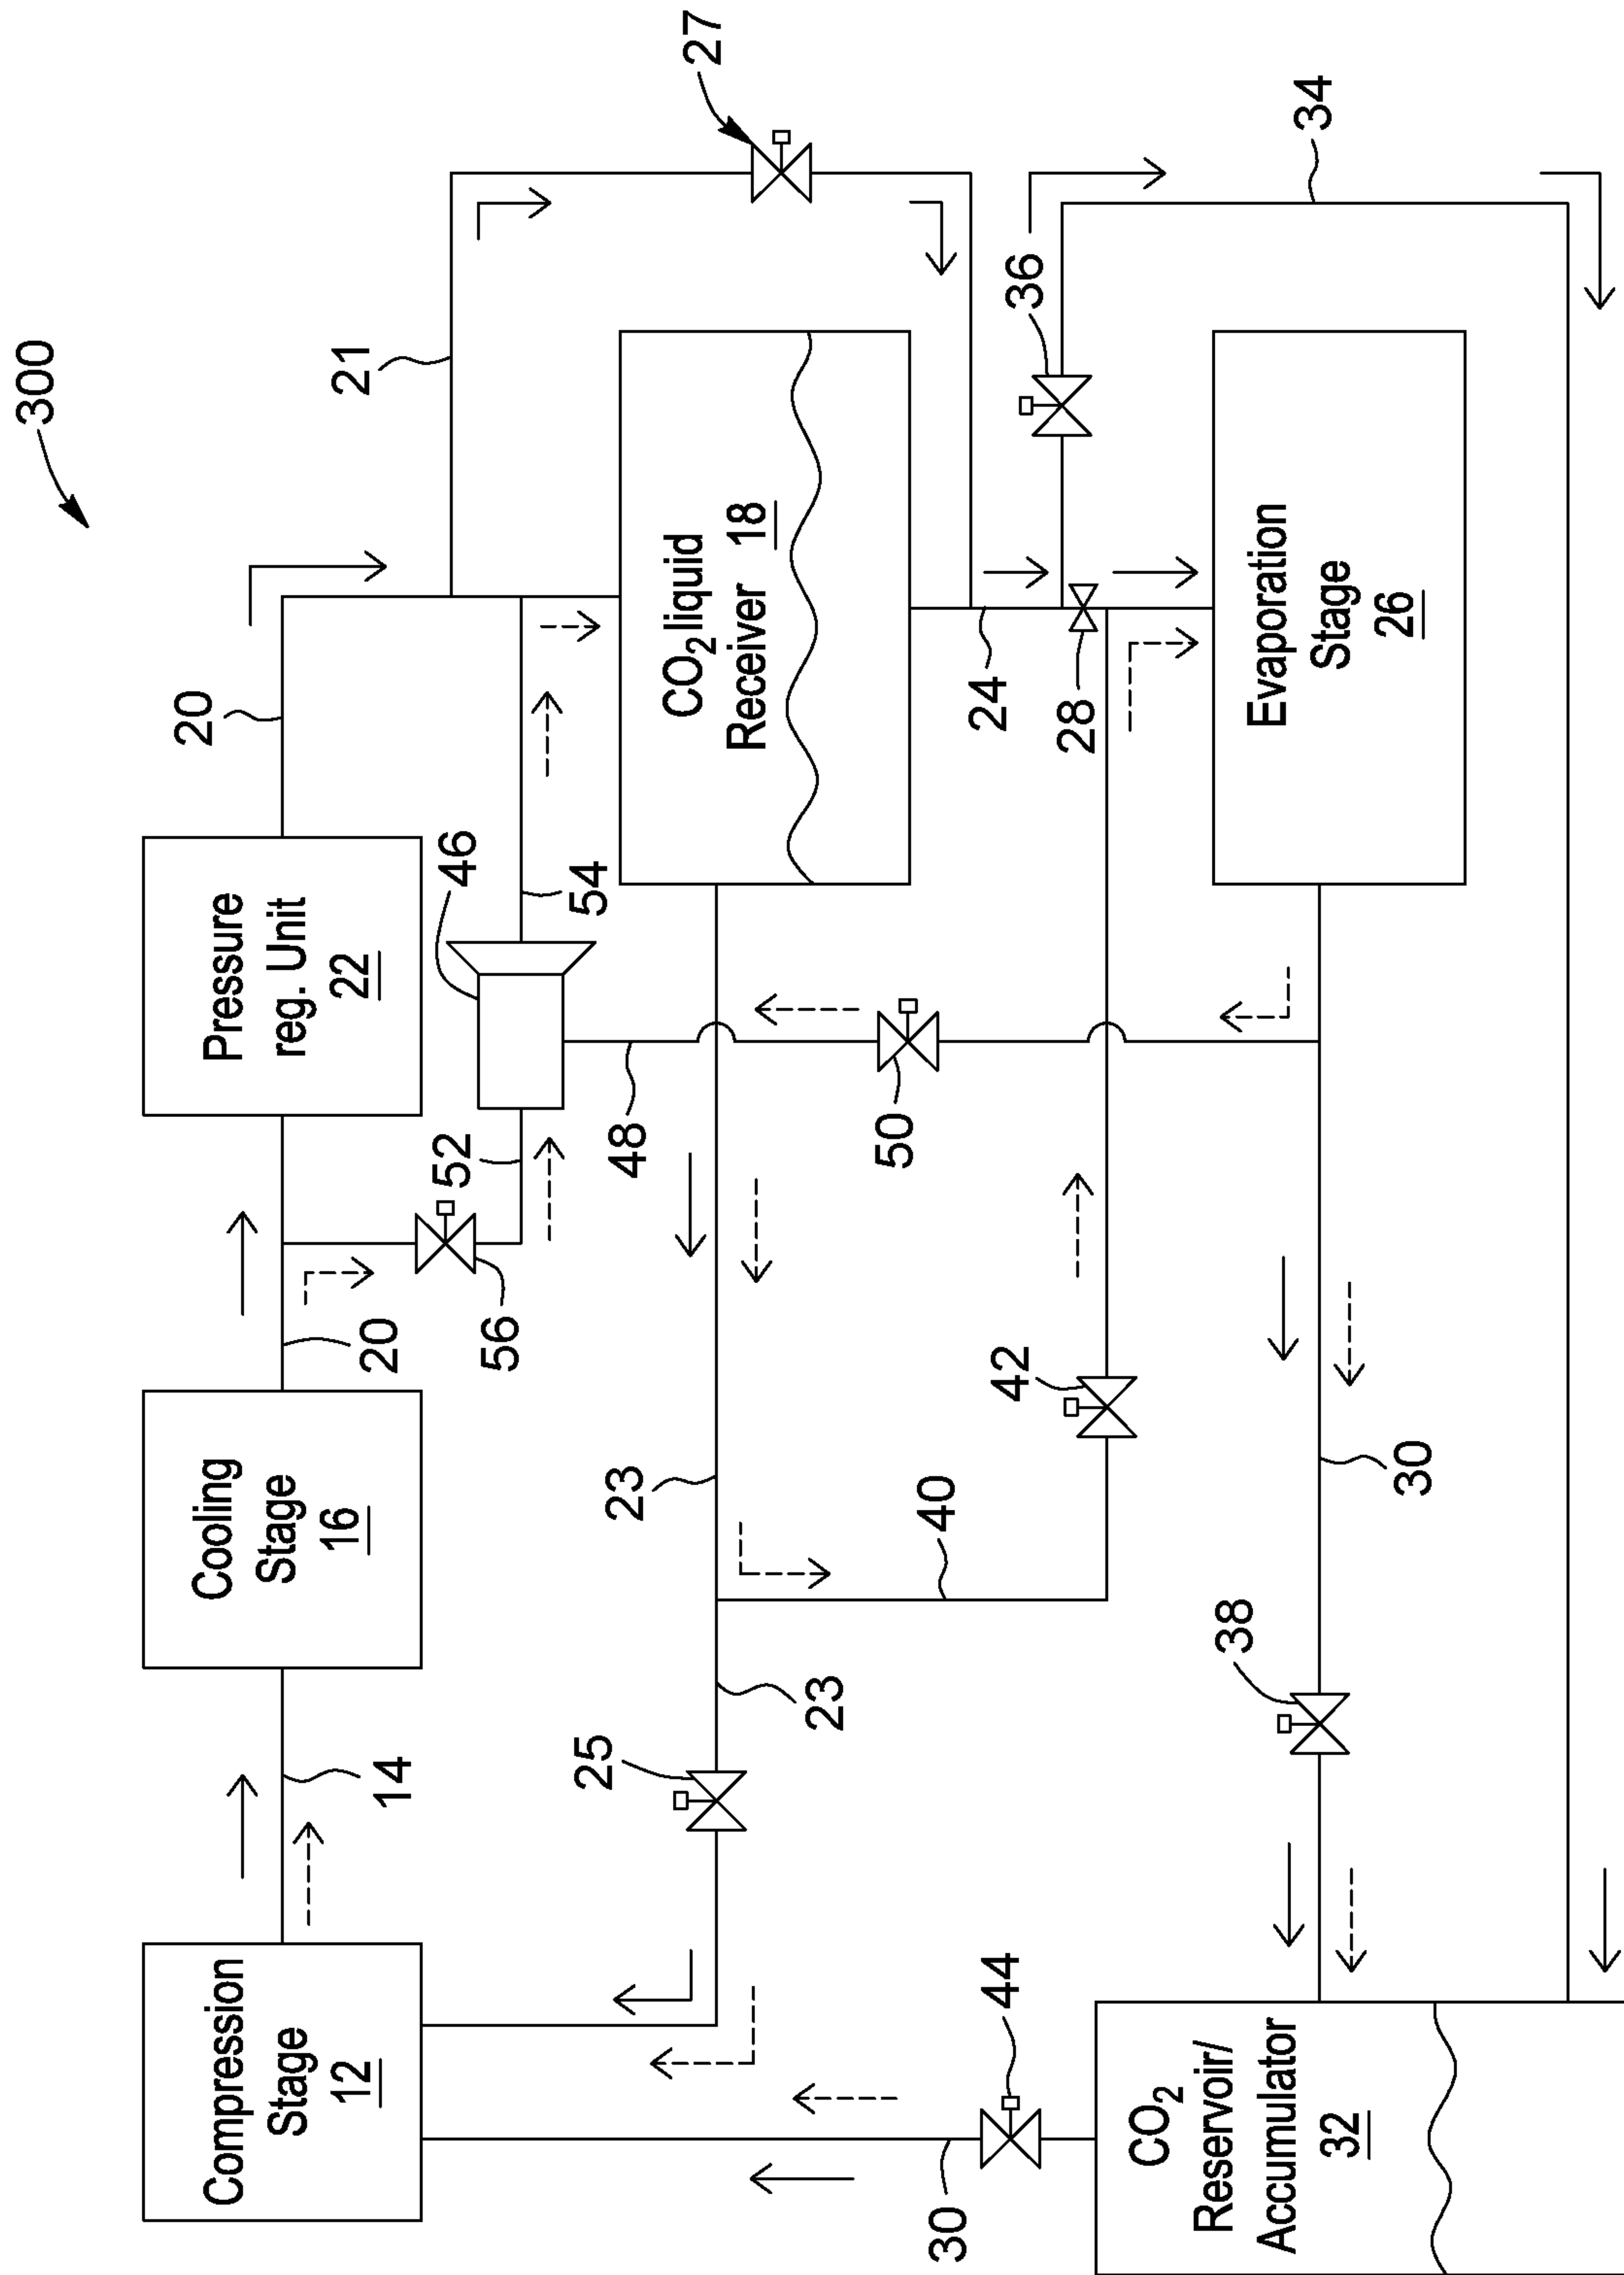 300
Compression
Stage
12
14
Cooling
Stage
16
20
Pressure
reg. Unit
22
20
21
27
56
52
46
54
48
50
23
23
25
CO2 liquid
Receiver 18
24
28
36
34
40
42
Evaporation
Stage
26
30
38
44
30
CO2
Reservoir/
Accumulator
32